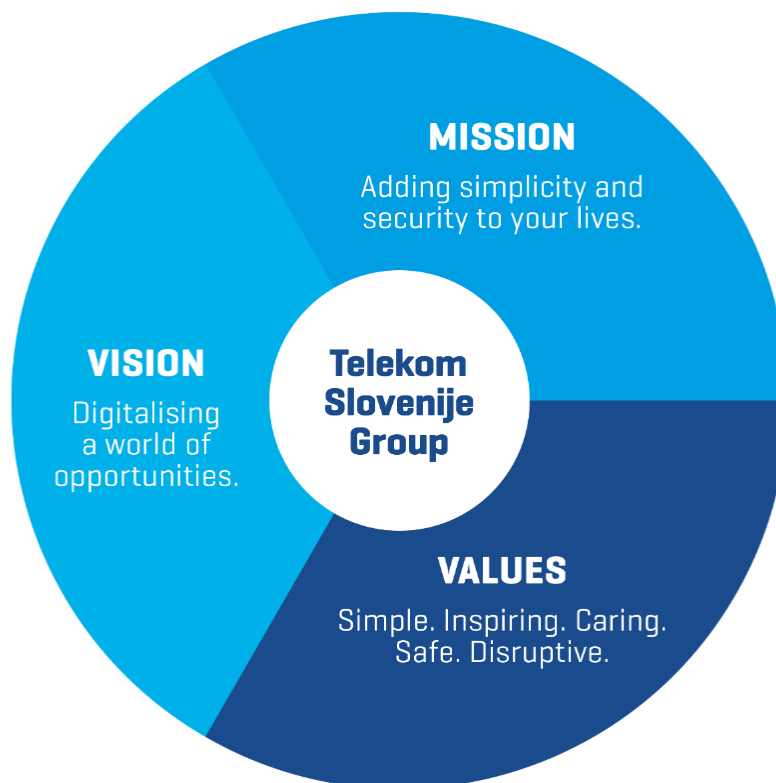 MISSION
Adding simplicity and
security to your lives.
VISION
Digitalising
a world of
opportunities.
Telekom
Slovenije
Group
VALUES
Simple. Inspiring. Caring.
Safe. Disruptive.